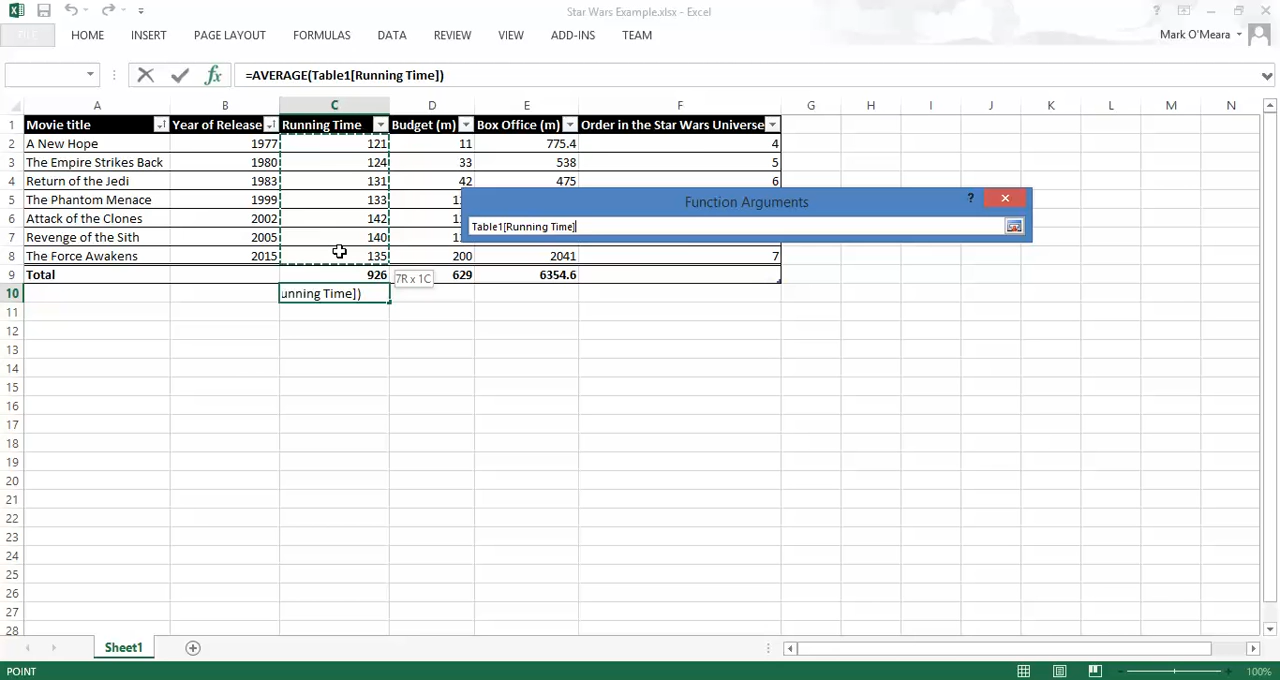 Star Wars Example.xlsx - Excel
FILE HOME INSERT PAGE LAYOUT FORMULAS DATA REVIEW VIEW ADD-INS TEAM Mark O'Meara
fx =AVERAGE(Table1[Running Time])
A B C D E F G H I J K L M N
1 Movie title Year of Release Running Time Budget (m) Box Office (m) Order in the Star Wars Universe
2 A New Hope 1977 121 11 775.4 4
3 The Empire Strikes Back 1980 124 33 538 5
4 Return of the Jedi 1983 131 42 475 6
Function Arguments ?
5 The Phantom Menace 1999 133
6 Attack of the Clones 2002 142
Table1[Running Time]
7 Revenge of the Sith 2005 140
8 The Force Awakens 2015 135 200 2041 7
9 Total 926 629 6354.6
7R x 1C
10 unning Time])
11
12
13
14
15
16
17
18
19
20
21
22
23
24
25
26
27
28
Sheet1
POINT 100%